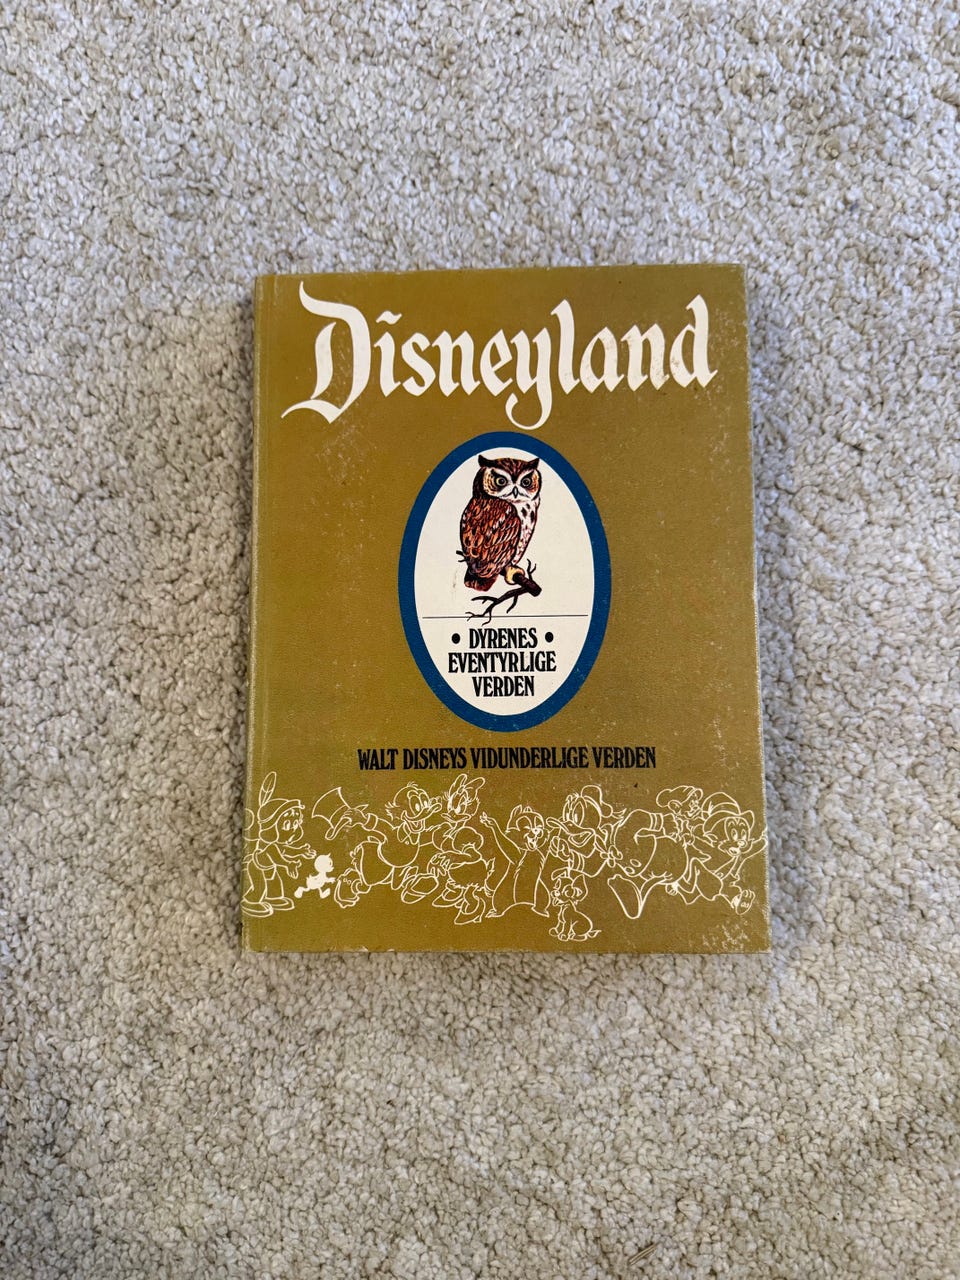 Disneyland
• DYRENES •
EVENTYRLIGE
VERDEN
WALT DISNEYS VIDUNDERLIGE VERDEN